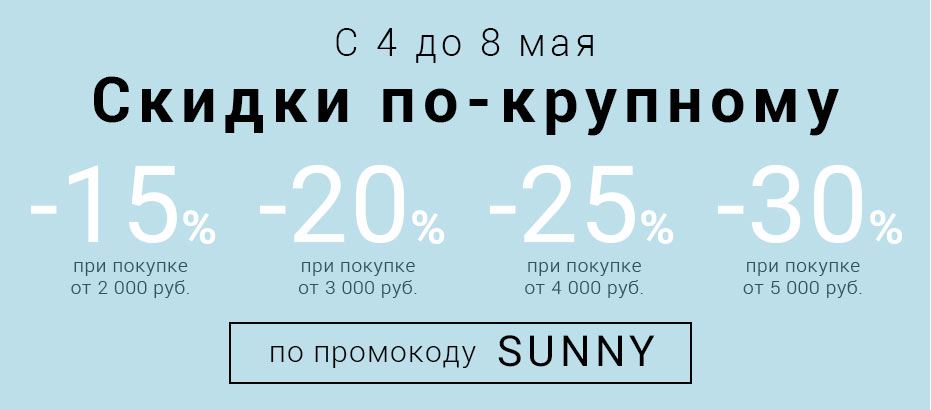 С 4 до 8 мая
Скидки по-крупному
-15% -20% -25% -30%
при покупке при покупке при покупке при покупке
от 2 000 руб. от 3 000 руб. от 4 000 руб. от 5 000 руб.
по промокоду SUNNY